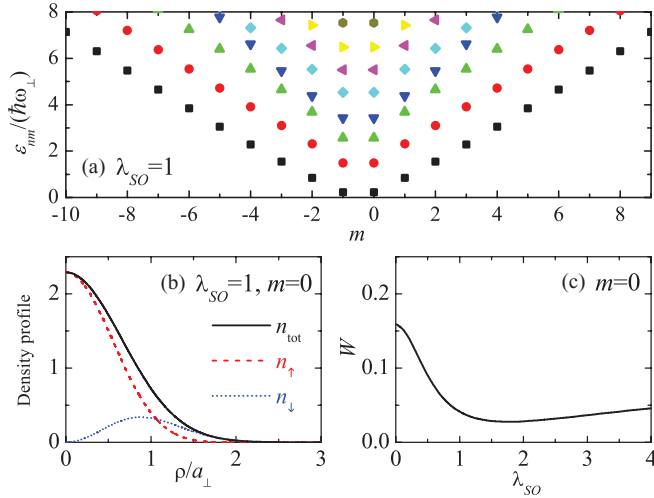 8
6
4
2
0
ε_nm/(ħω_⊥)
(a) λ_SO=1
-10 -8 -6 -4 -2 0 2 4 6 8
m
(b) λ_SO=1, m=0
n_tot
n_↑
n_↓
2
1
0
Density profile
0 1 2 3
ρ/a_⊥
(c) m=0
0.2
0.1
0.0
W
0 1 2 3 4
λ_SO